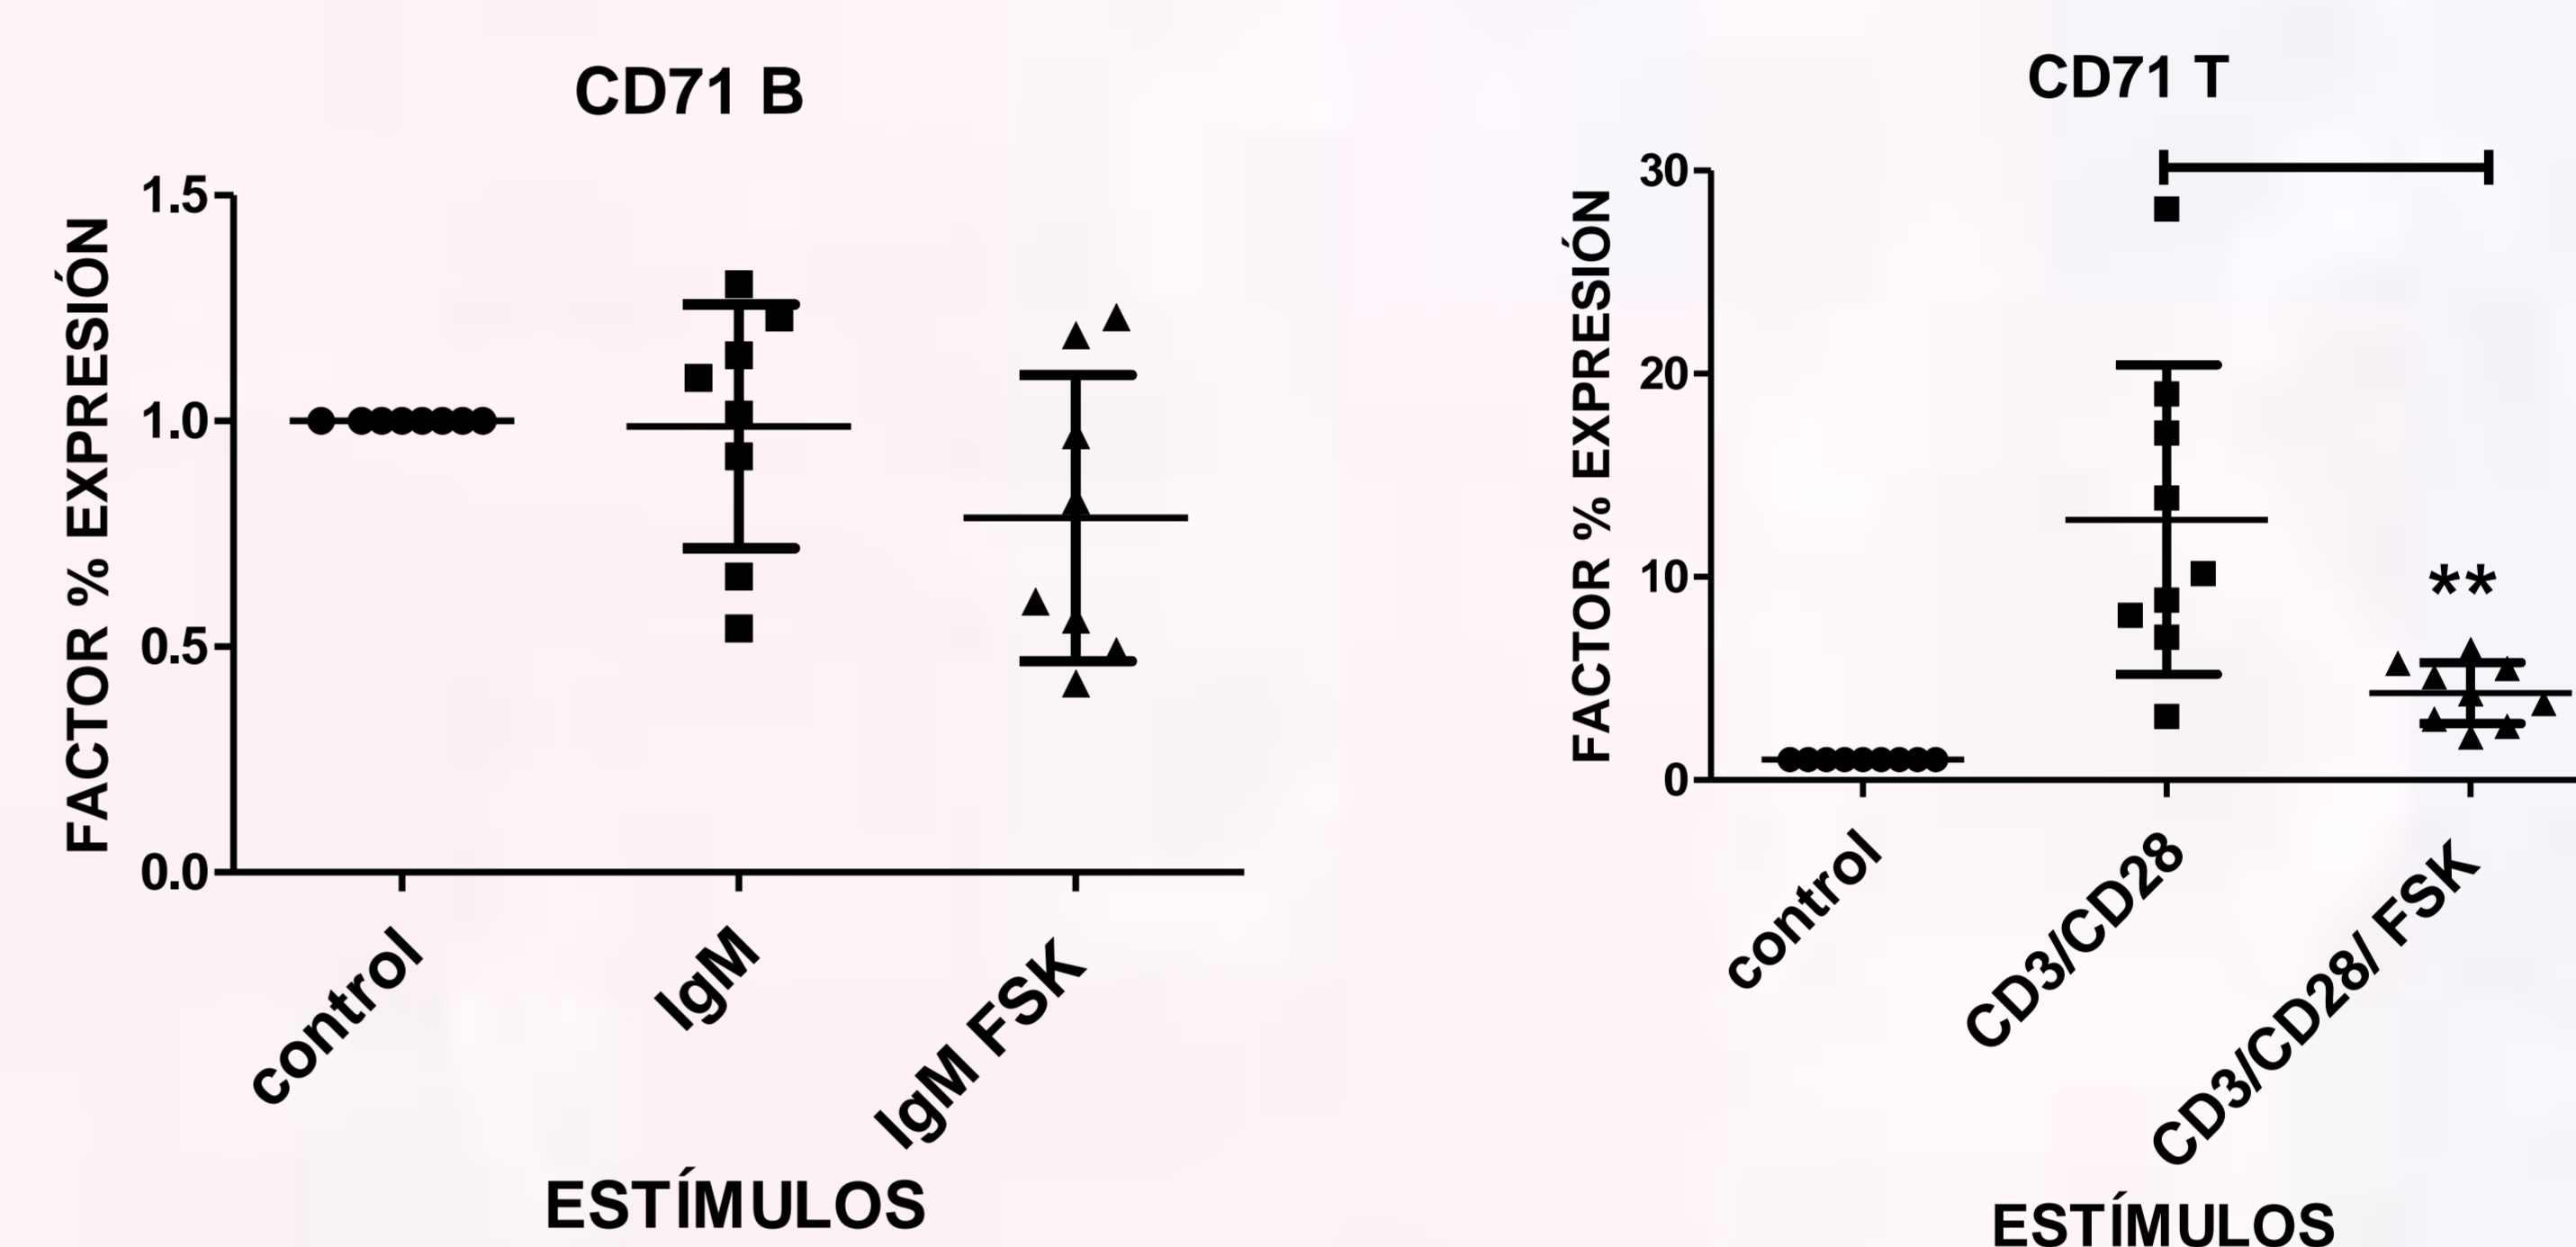 CD71 B
FACTOR % EXPRESIÓN
1.5
1.0
0.5
0.0
control
IgM
IgM FSK
ESTÍMULOS
CD71 T
FACTOR % EXPRESIÓN
30
20
10
0
**
control
CD3/CD28
CD3/CD28/ FSK
ESTÍMULOS